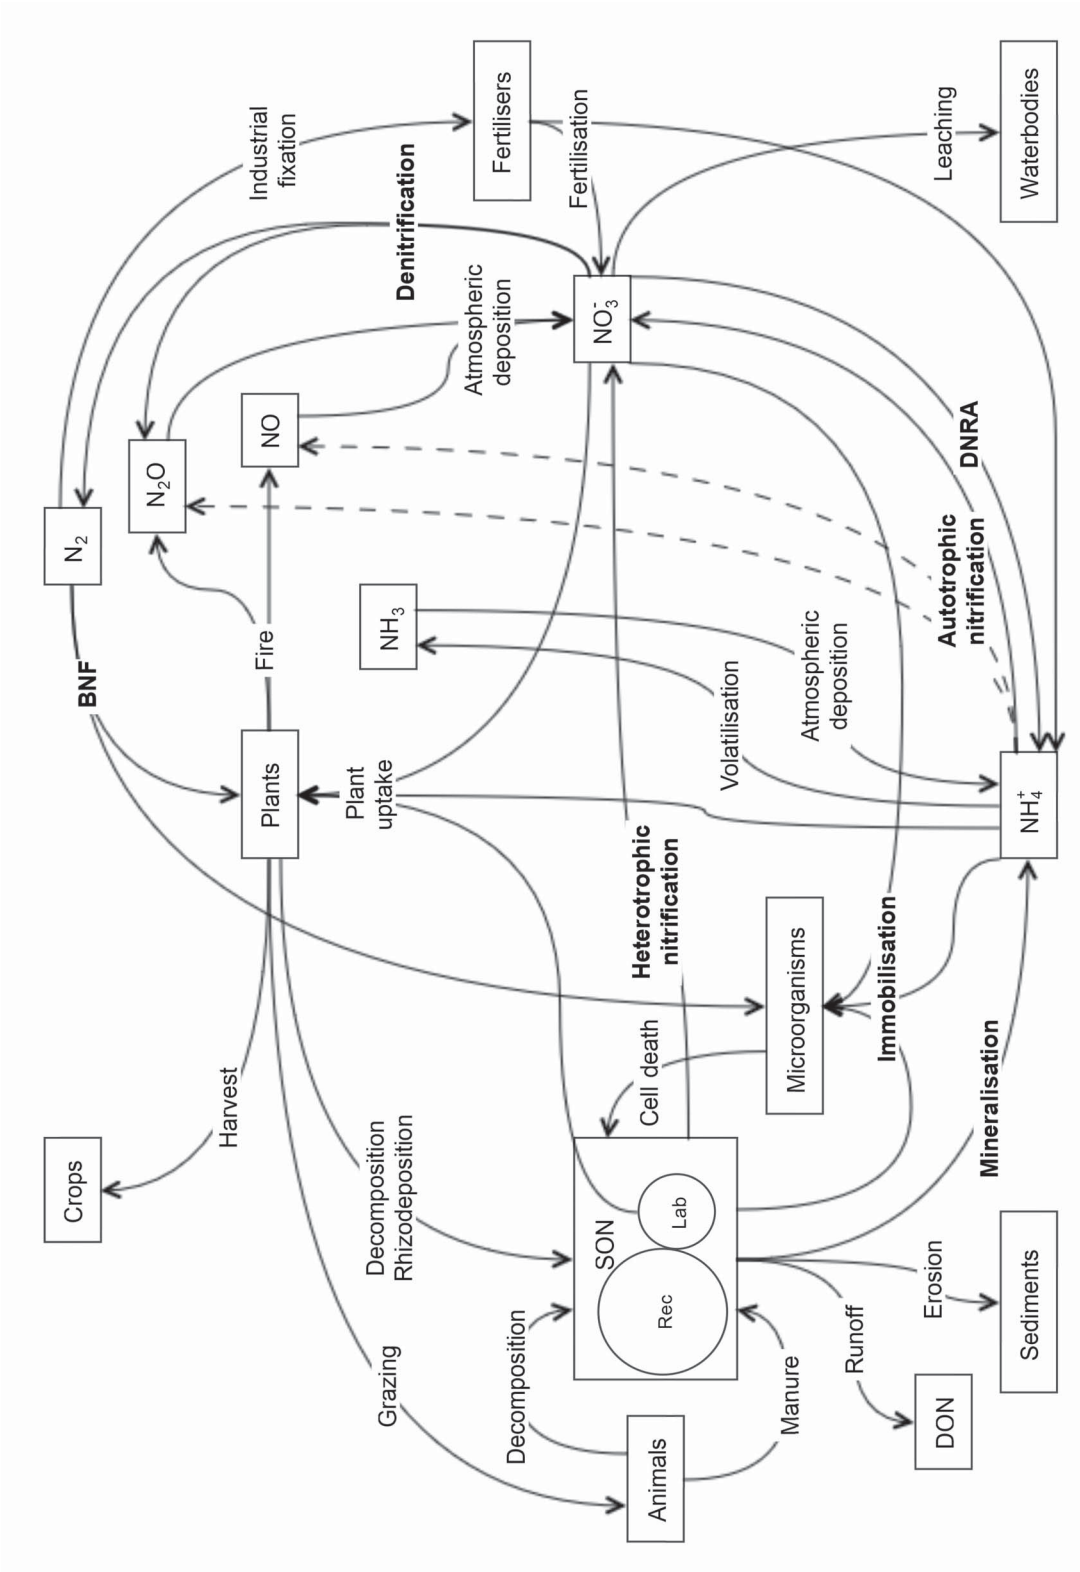 Crops
N2
Harvest
BNF
N2O
Industrial
fixation
Plants
Fire
NO
Grazing
Decomposition
Rhizodeposition
Plant
uptake
NH3
Denitrification
Atmospheric
deposition
Fertilisers
Decomposition
Fertilisation
SON
NO3-
Animals
Rec
Lab
Cell death
Heterotrophic
nitrification
Manure
Microorganisms
Volatilisation
Atmospheric
deposition
Runoff
Immobilisation
DON
Erosion
Mineralisation
Autotrophic
nitrification
DNRA
Leaching
Sediments
NH4+
Waterbodies